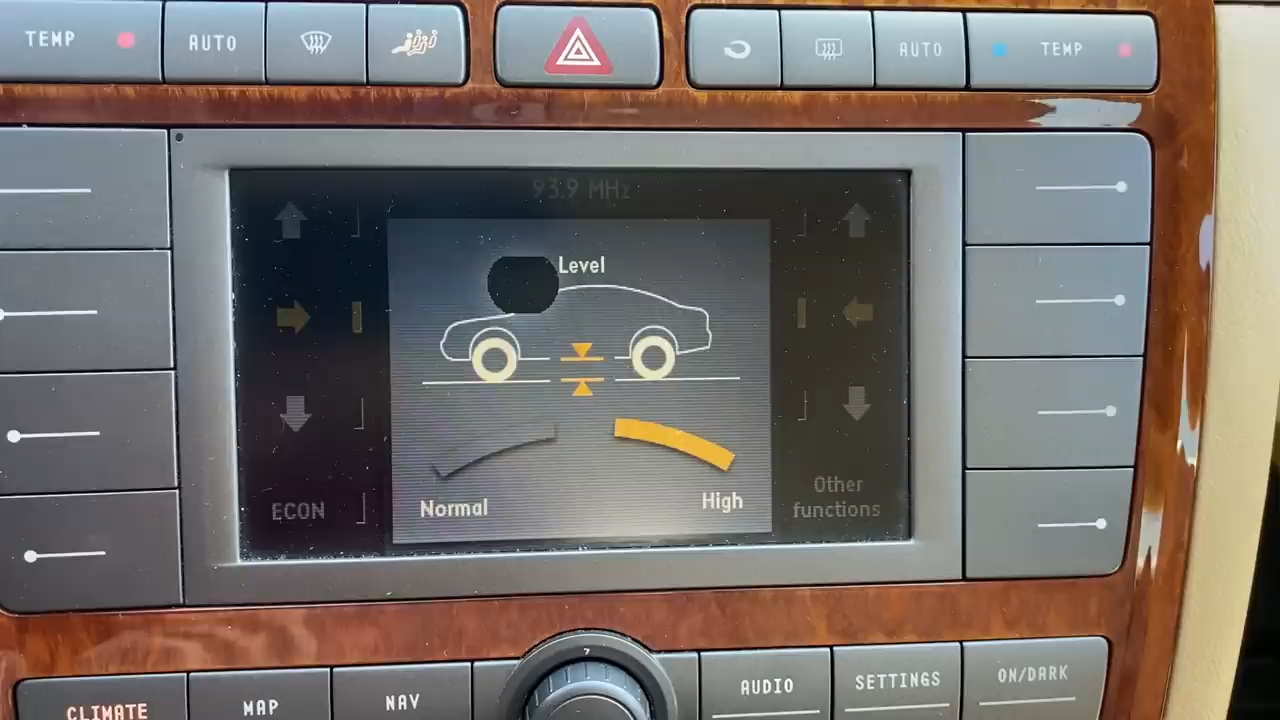 TEMP
AUTO
AUTO
TEMP
93.9 MHz
Level
Normal
High
ECON
Other
functions
CLIMATE
MAP
NAV
AUDIO
SETTINGS
ON/DARK